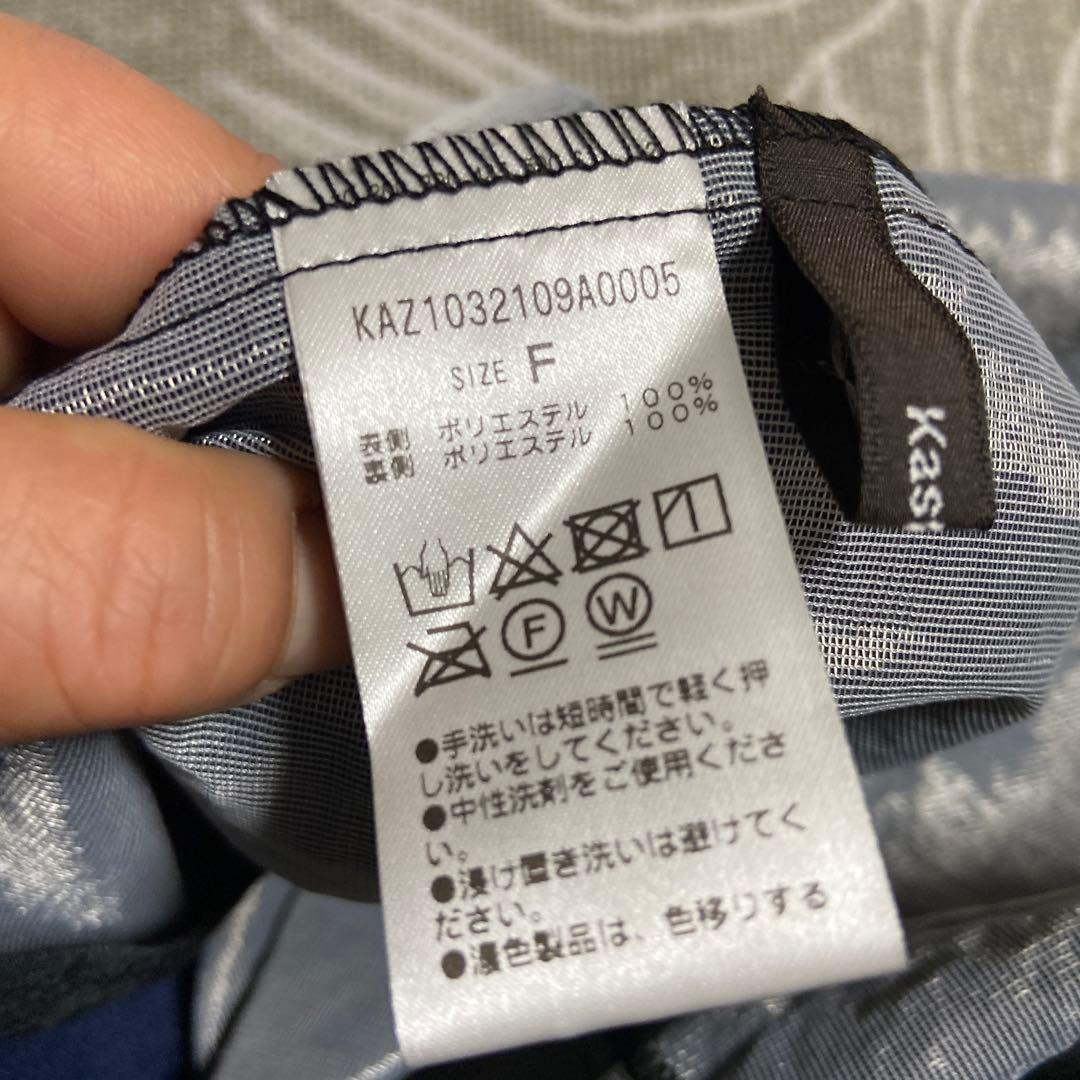 KAZ1032109A0005
SIZE F
表側 ポリエステル 100%
裏側 ポリエステル 100%
F
W
●手洗いは短時間で軽く押
し洗いをしてください。
●中性洗剤をご使用くださ
い。
●浸け置き洗いは避けてく
ださい。
●濃色製品は、色移りする
Kas